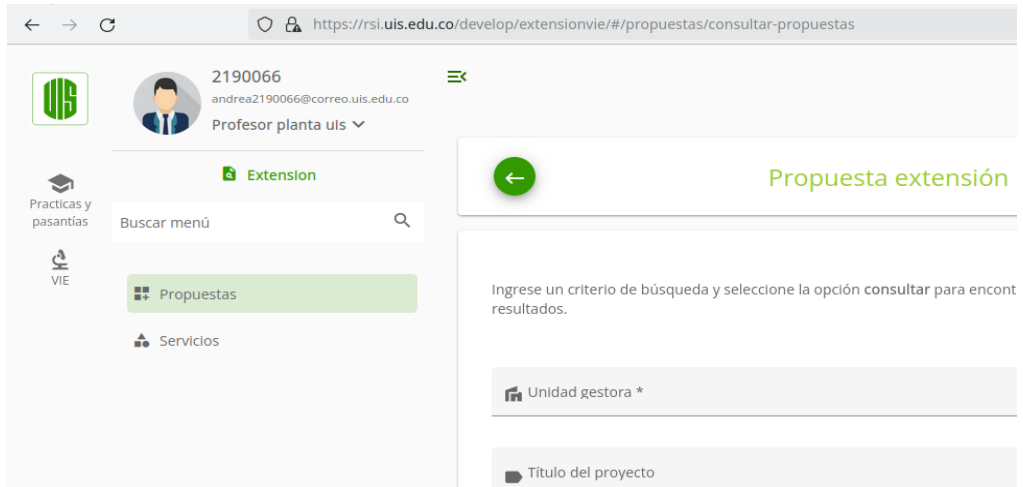 https://rsi.uis.edu.co/develop/extensionvie/#/propuestas/consultar-propuestas
UIS
2190066
andrea2190066@correo.uis.edu.co
Profesor planta uis
Extension
Practicas y
pasantías
Buscar menú
VIE
Propuestas
Servicios
Propuesta extensión
Ingrese un criterio de búsqueda y seleccione la opción consultar para encont
resultados.
Unidad gestora *
Título del proyecto